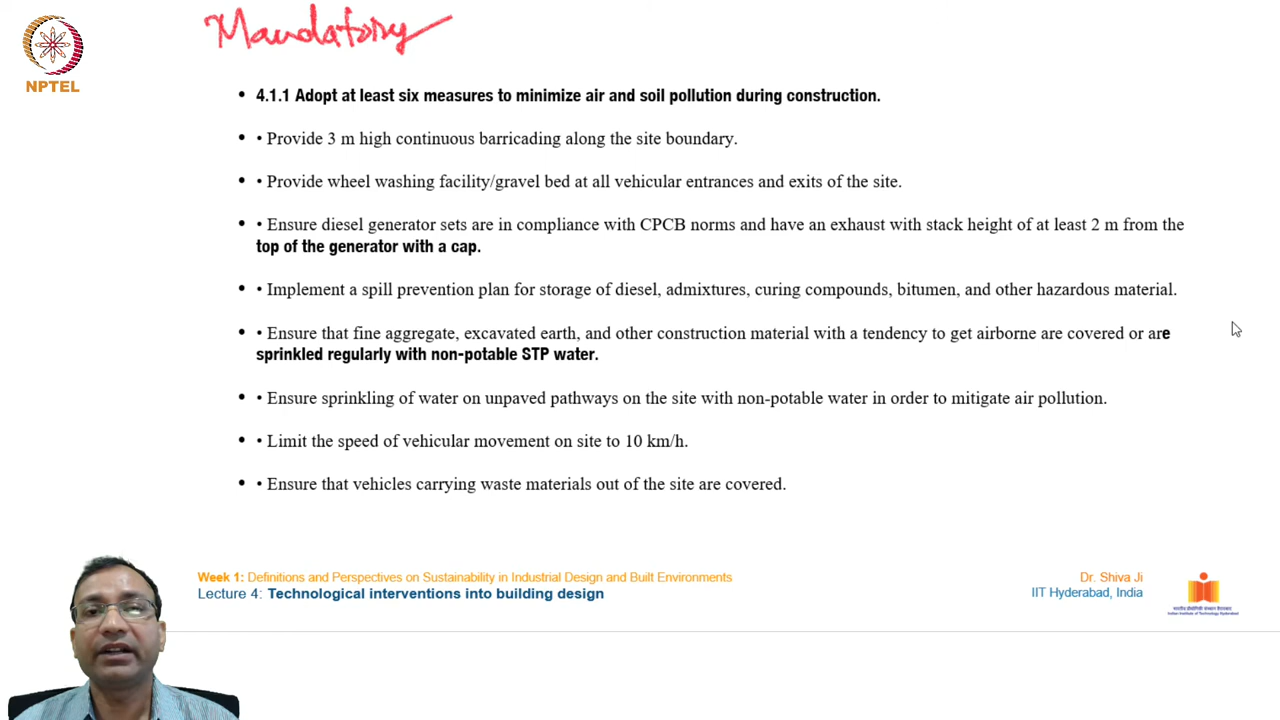 Mandatory
NPTEL
• 4.1.1 Adopt at least six measures to minimize air and soil pollution during construction.
• • Provide 3 m high continuous barricading along the site boundary.
• • Provide wheel washing facility/gravel bed at all vehicular entrances and exits of the site.
• • Ensure diesel generator sets are in compliance with CPCB norms and have an exhaust with stack height of at least 2 m from the
top of the generator with a cap.
• • Implement a spill prevention plan for storage of diesel, admixtures, curing compounds, bitumen, and other hazardous material.
• • Ensure that fine aggregate, excavated earth, and other construction material with a tendency to get airborne are covered or are
sprinkled regularly with non-potable STP water.
• • Ensure sprinkling of water on unpaved pathways on the site with non-potable water in order to mitigate air pollution.
• • Limit the speed of vehicular movement on site to 10 km/h.
• • Ensure that vehicles carrying waste materials out of the site are covered.
Week 1: Definitions and Perspectives on Sustainability in Industrial Design and Built Environments
Lecture 4: Technological interventions into building design
Dr. Shiva Ji
IIT Hyderabad, India